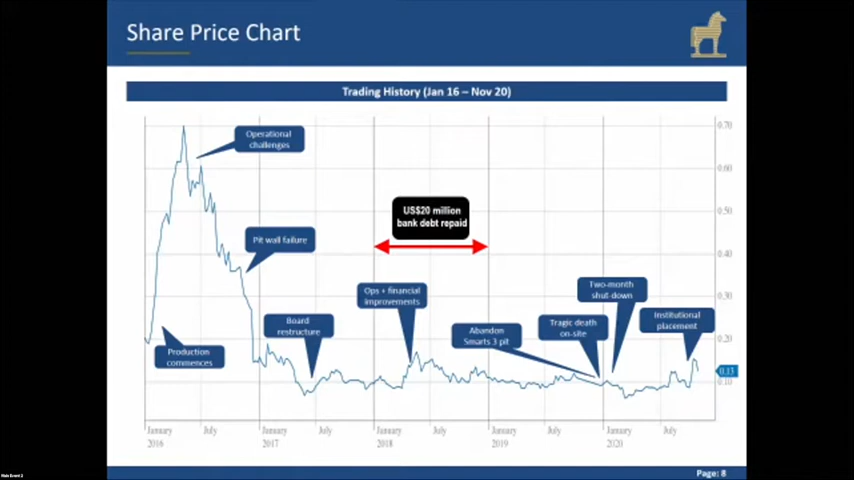 Share Price Chart
Trading History (Jan 16 – Nov 20)
0.70
0.60
0.50
0.40
0.30
0.20
0.13
0.10
Operational
challenges
Pit wall failure
Production
commences
Board
restructure
US$20 million
bank debt repaid
Ops + financial
improvements
Abandon
Smarts 3 pit
Tragic death
on-site
Two-month
shut-down
Institutional
placement
January
2016
July
January
2017
July
January
2018
July
January
2019
July
January
2020
July
Page: 8